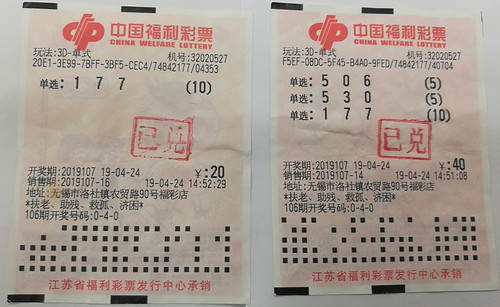 中国福利彩票
CHINA WELFARE LOTTERY
玩法:3D-单式 机号:32020527
20E1-3E99-7BFF-3BF5-CEC4/74842177/04353
单选: 1 7 7 (10)
已兑
开奖期:2019107 19-04-24 ¥:20
销售期:2019107-16 19-04-24 14:52:29
地址:无锡市洛社镇农贸路90号福彩店
*扶老、助残、救孤、济困*
106期开奖号码:0-4-0
江苏省福利彩票发行中心承销
中国福利彩票
CHINA WELFARE LOTTERY
玩法:3D-单式 机号:32020527
F5EF-08DC-5F45-B4A0-9FED/74842177/40704
单选: 5 0 6 (5)
单选: 5 3 0 (5)
单选: 1 7 7 (10)
已兑
开奖期:2019107 19-04-24 ¥:40
销售期:2019107-14 19-04-24 14:51:08
地址:无锡市洛社镇农贸路90号福彩店
*扶老、助残、救孤、济困*
106期开奖号码:0-4-0
江苏省福利彩票发行中心承销